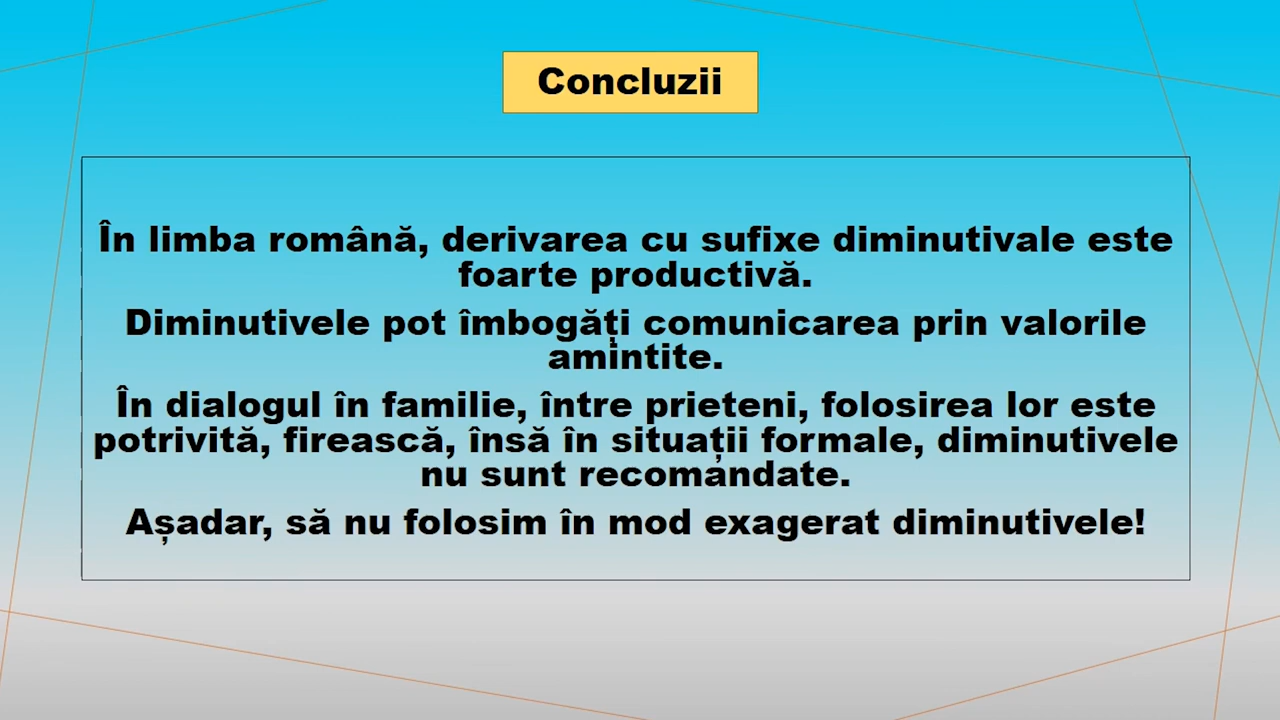 Concluzii
În limba română, derivarea cu sufixe diminutivale este
foarte productivă.
Diminutivele pot îmbogăți comunicarea prin valorile
amintite.
În dialogul în familie, între prieteni, folosirea lor este
potrivită, firească, însă în situații formale, diminutivele
nu sunt recomandate.
Așadar, să nu folosim în mod exagerat diminutivele!